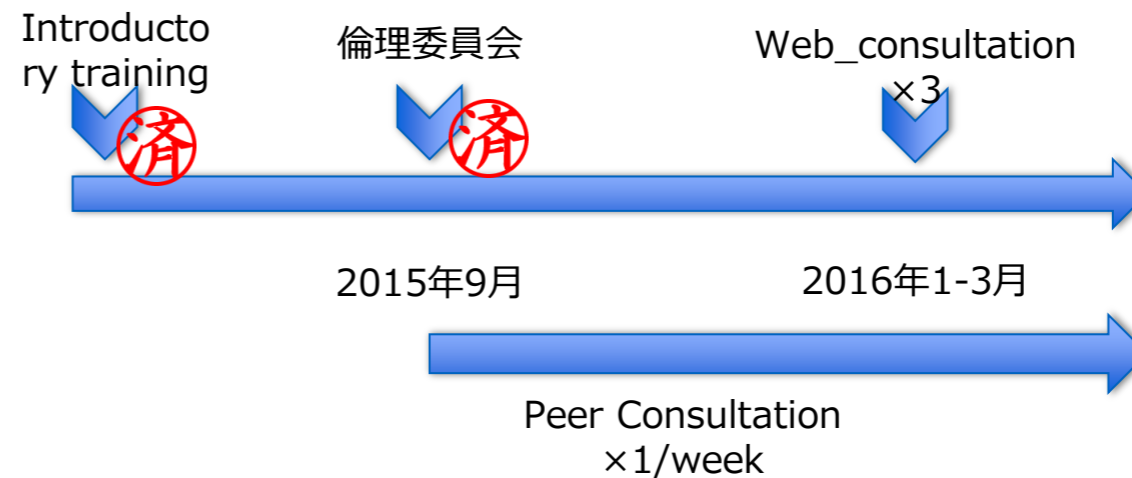 Introducto
ry training
倫理委員会
Web_consultation
×3
済
済
2015年9月
2016年1-3月
Peer Consultation
×1/week